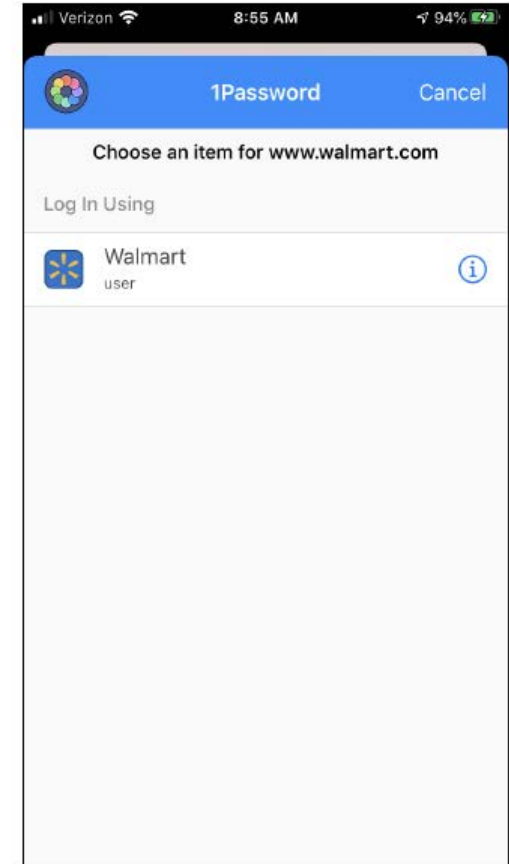 Verizon 8:55 AM 94%
1Password Cancel
Choose an item for www.walmart.com
Log In Using
Walmart
user